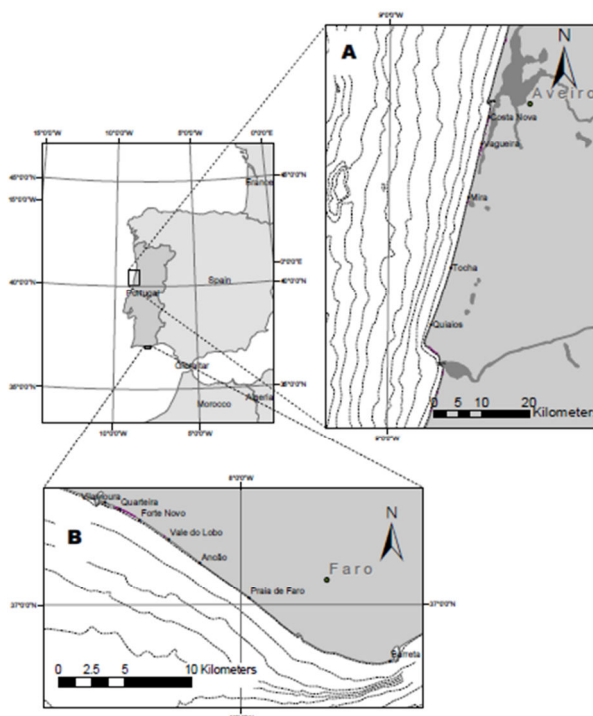 9°0'0"W
A
N
Aveiro
Costa Nova
Vagueira
Mira
Tocha
Quiaios
0 5 10 20
Kilometers
9°0'0"W
15°0'0"W 10°0'0"W 5°0'0"W 0°0'0"E
France
0°0'0"E
40°0'0"N
40°0'0"N
Spain
Portugal
Gibraltar
35°0'0"N
35°0'0"N
Algeria
Morocco
10°0'0"W 5°0'0"W
8°0'0"W
Vilamoura
Quarteira
Forte Novo
B
Vale do Lobo
N
Ancão
Faro
Praia de Faro
37°0'0"N
37°0'0"N
Barreta
0 2.5 5 10
Kilometers